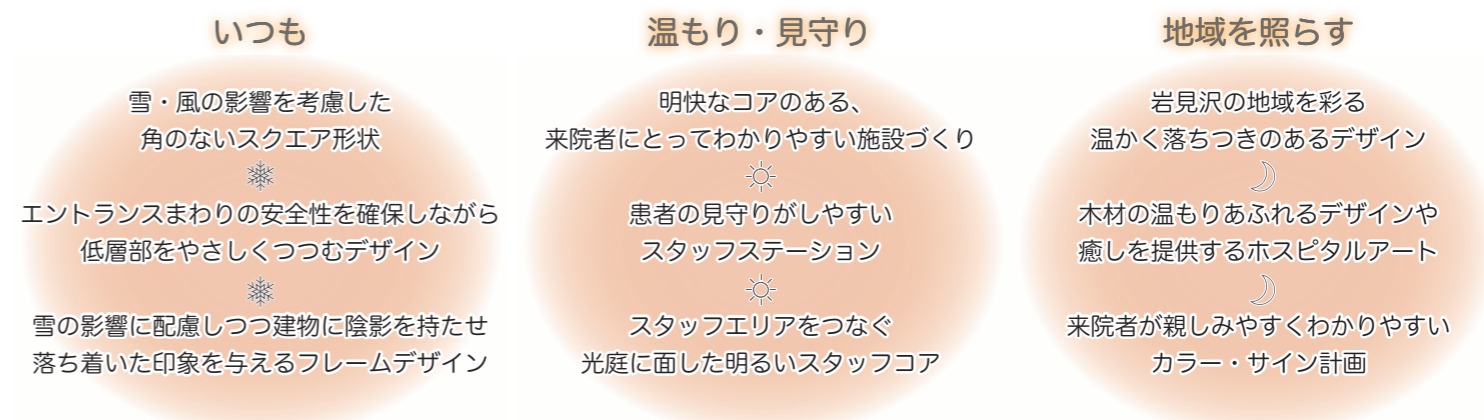 いつも
雪・風の影響を考慮した
角のないスクエア形状
エントランスまわりの安全性を確保しながら
低層部をやさしくつつむデザイン
雪の影響に配慮しつつ建物に陰影を持たせ
落ち着いた印象を与えるフレームデザイン
温もり・見守り
明快なコアのある、
来院者にとってわかりやすい施設づくり
患者の見守りがしやすい
スタッフステーション
スタッフエリアをつなぐ
光庭に面した明るいスタッフコア
地域を照らす
岩見沢の地域を彩る
温かく落ちつきのあるデザイン
木材の温もりあふれるデザインや
癒しを提供するホスピタルアート
来院者が親しみやすくわかりやすい
カラー・サイン計画